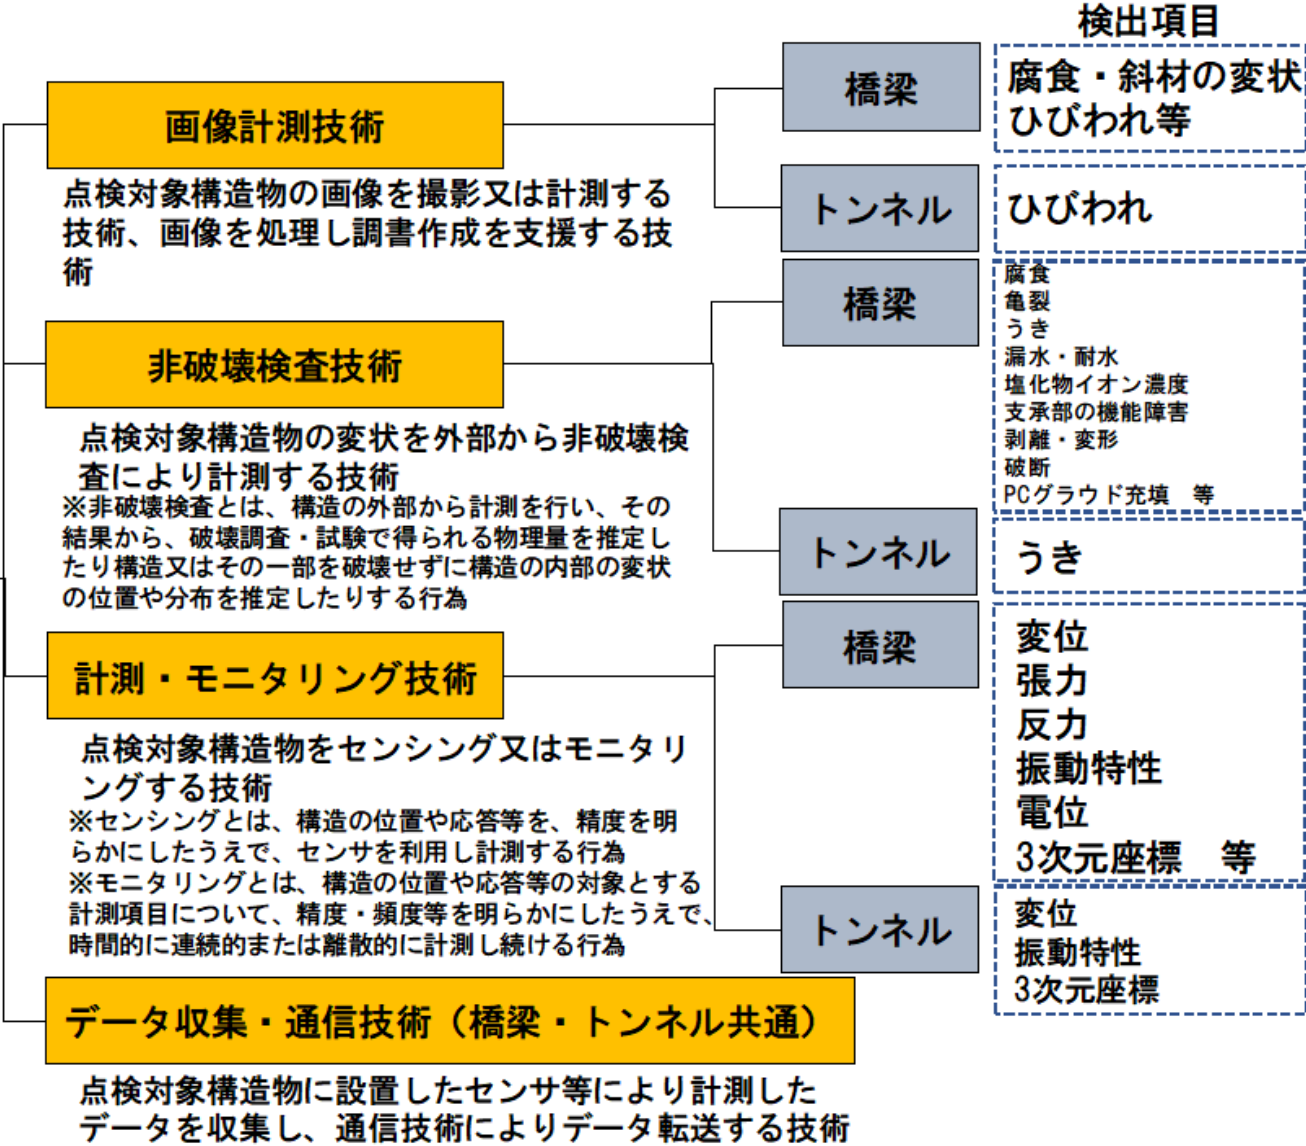 検出項目
画像計測技術
点検対象構造物の画像を撮影又は計測する
技術、画像を処理し調書作成を支援する技
術
橋梁
腐食・斜材の変状
ひびわれ等
トンネル
ひびわれ
非破壊検査技術
点検対象構造物の変状を外部から非破壊検
査により計測する技術
※非破壊検査とは、構造の外部から計測を行い、その
結果から、破壊調査・試験で得られる物理量を推定し
たり構造又はその一部を破壊せずに構造の内部の変状
の位置や分布を推定したりする行為
橋梁
腐食
亀裂
うき
漏水・耐水
塩化物イオン濃度
支承部の機能障害
剥離・変形
破断
PCグラウド充填　等
トンネル
うき
計測・モニタリング技術
点検対象構造物をセンシング又はモニタリ
ングする技術
※センシングとは、構造の位置や応答等を、精度を明
らかにしたうえで、センサを利用し計測する行為
※モニタリングとは、構造の位置や応答等の対象とする
計測項目について、精度・頻度等を明らかにしたうえで、
時間的に連続的または離散的に計測し続ける行為
橋梁
変位
張力
反力
振動特性
電位
3次元座標　等
トンネル
変位
振動特性
3次元座標
データ収集・通信技術（橋梁・トンネル共通）
点検対象構造物に設置したセンサ等により計測した
データを収集し、通信技術によりデータ転送する技術